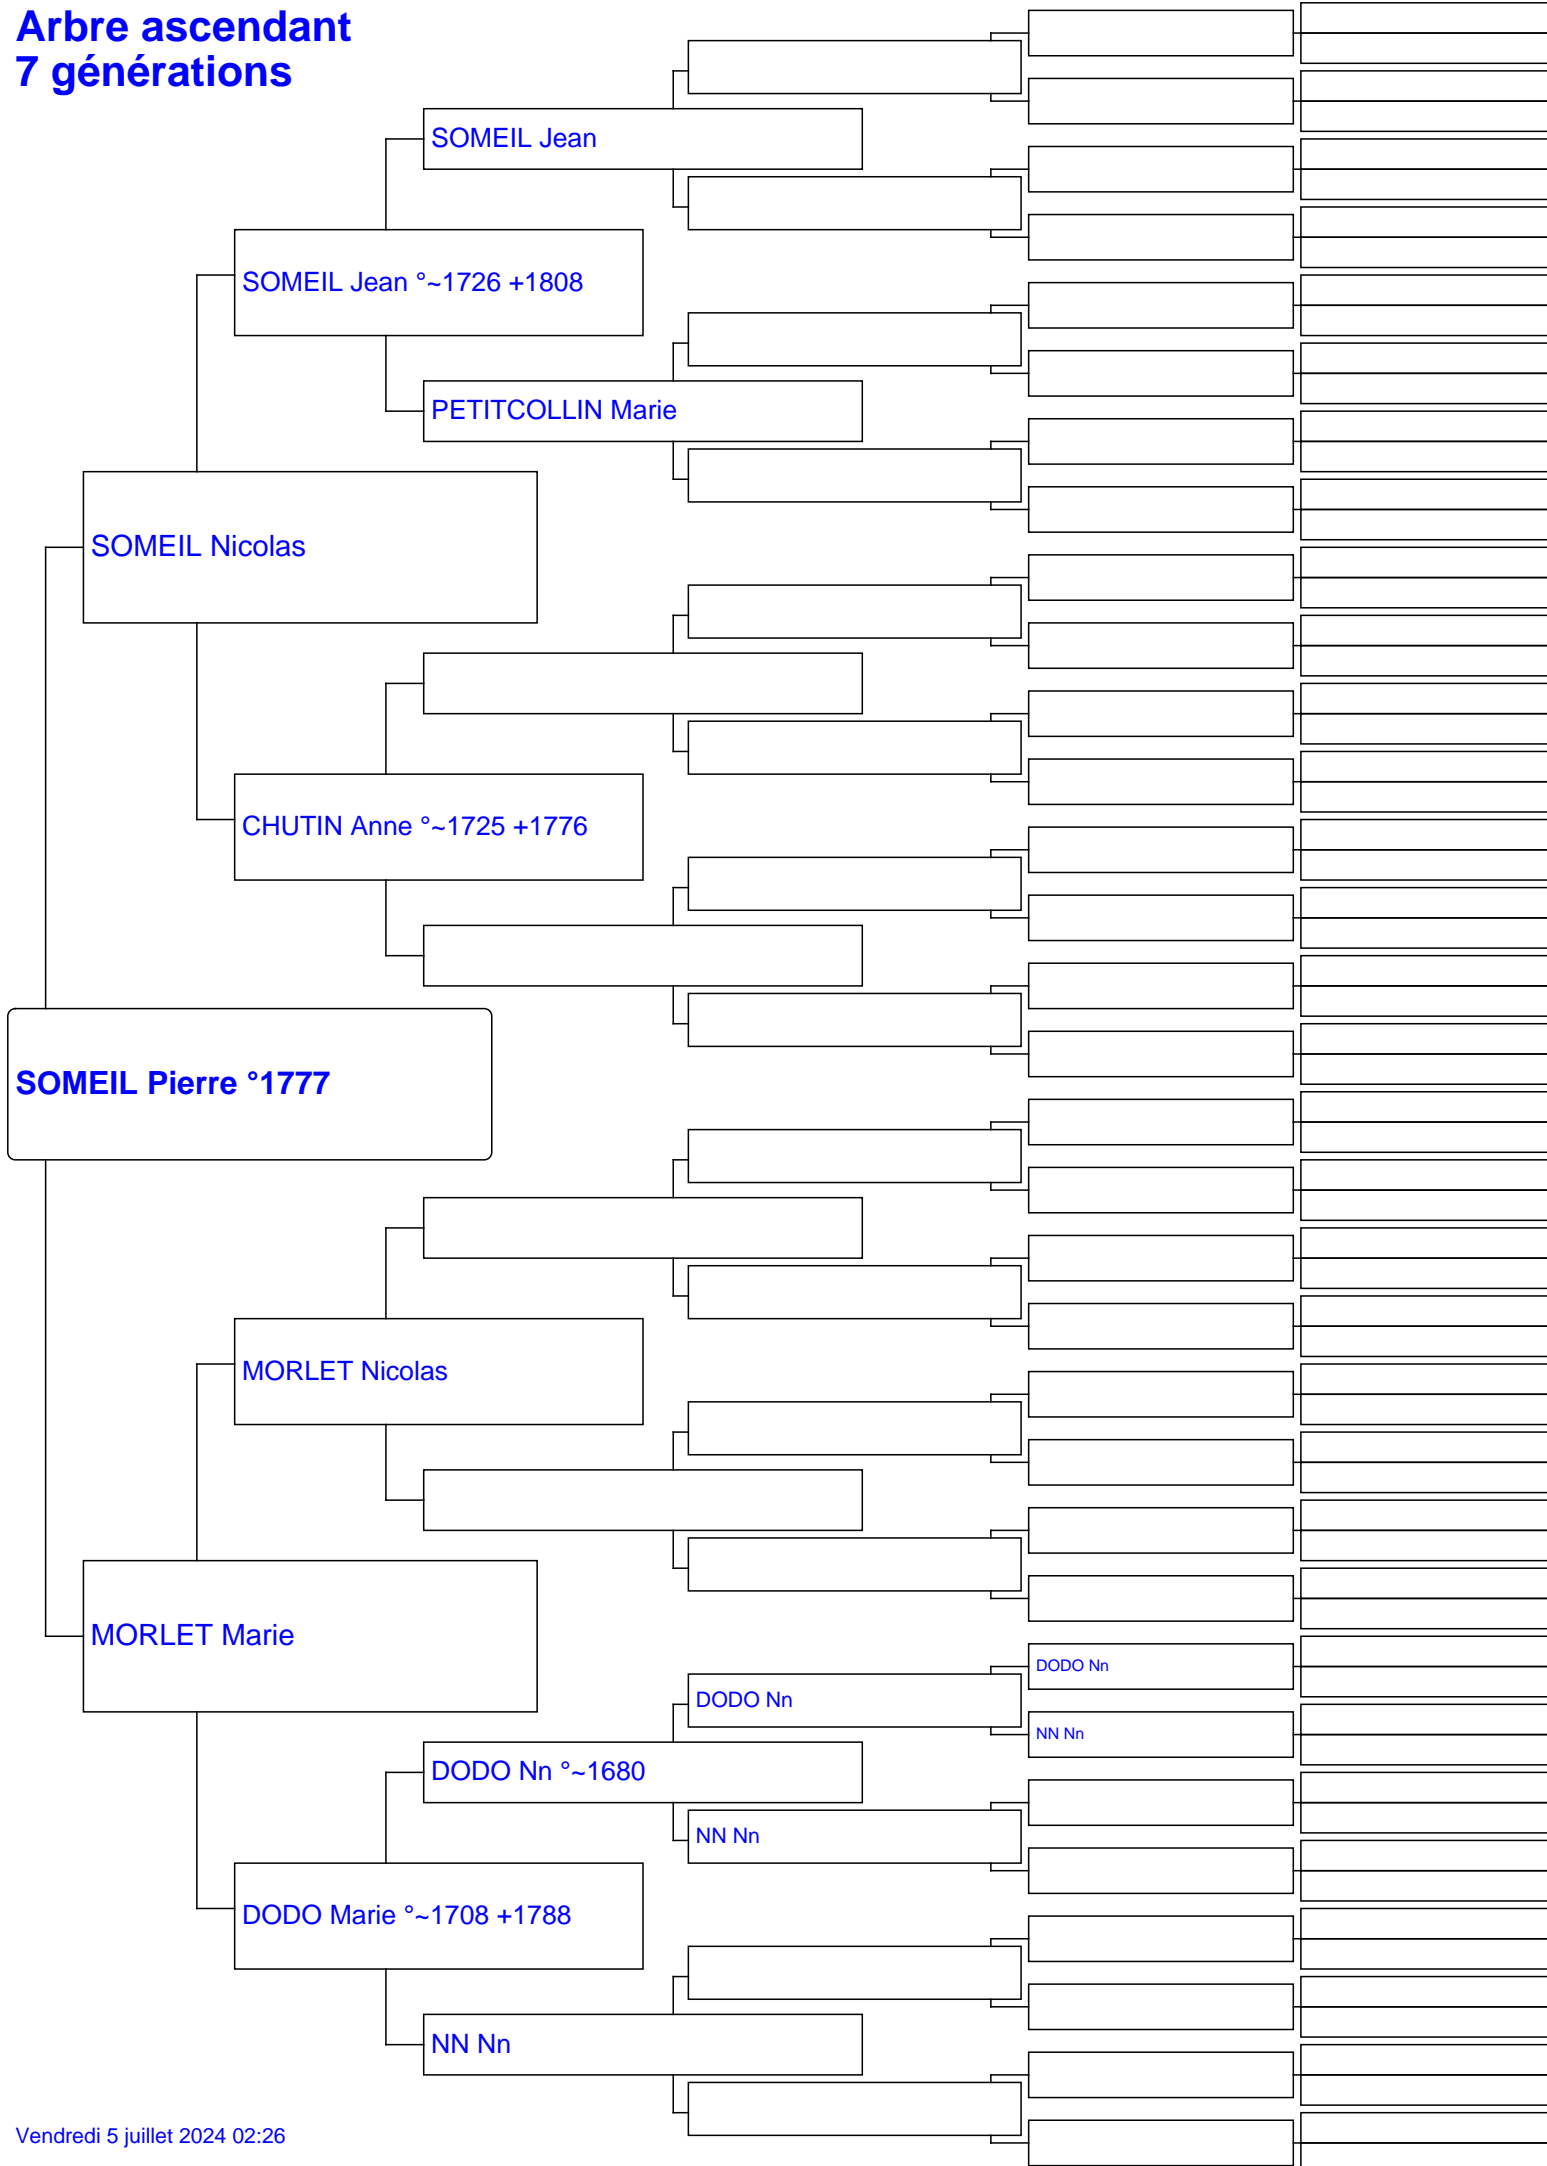 Arbre ascendant
7 générations
SOMEIL Jean
SOMEIL Jean °~1726 +1808
PETITCOLLIN Marie
SOMEIL Nicolas
CHUTIN Anne °~1725 +1776
SOMEIL Pierre °1777
MORLET Nicolas
MORLET Marie
DODO Nn
DODO Nn
NN Nn
DODO Nn °~1680
NN Nn
DODO Marie °~1708 +1788
NN Nn
Vendredi 5 juillet 2024 02:26